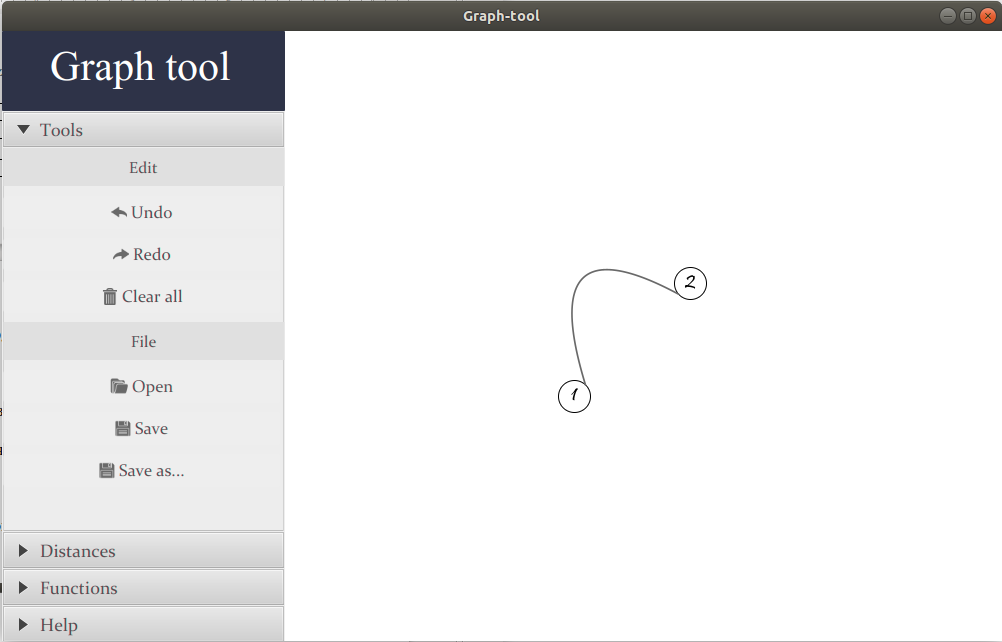 Graph-tool
Graph tool
Tools
Edit
Undo
Redo
Clear all
File
Open
Save
Save as...
Distances
Functions
Help
2
1